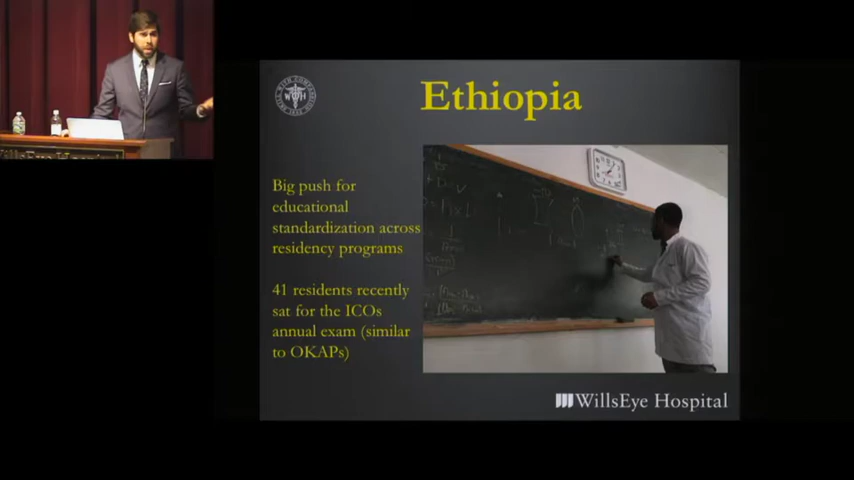 Ethiopia
Big push for
educational
standardization across
residency programs
41 residents recently
sat for the ICOs
annual exam (similar
to OKAPs)
WillsEye Hospital